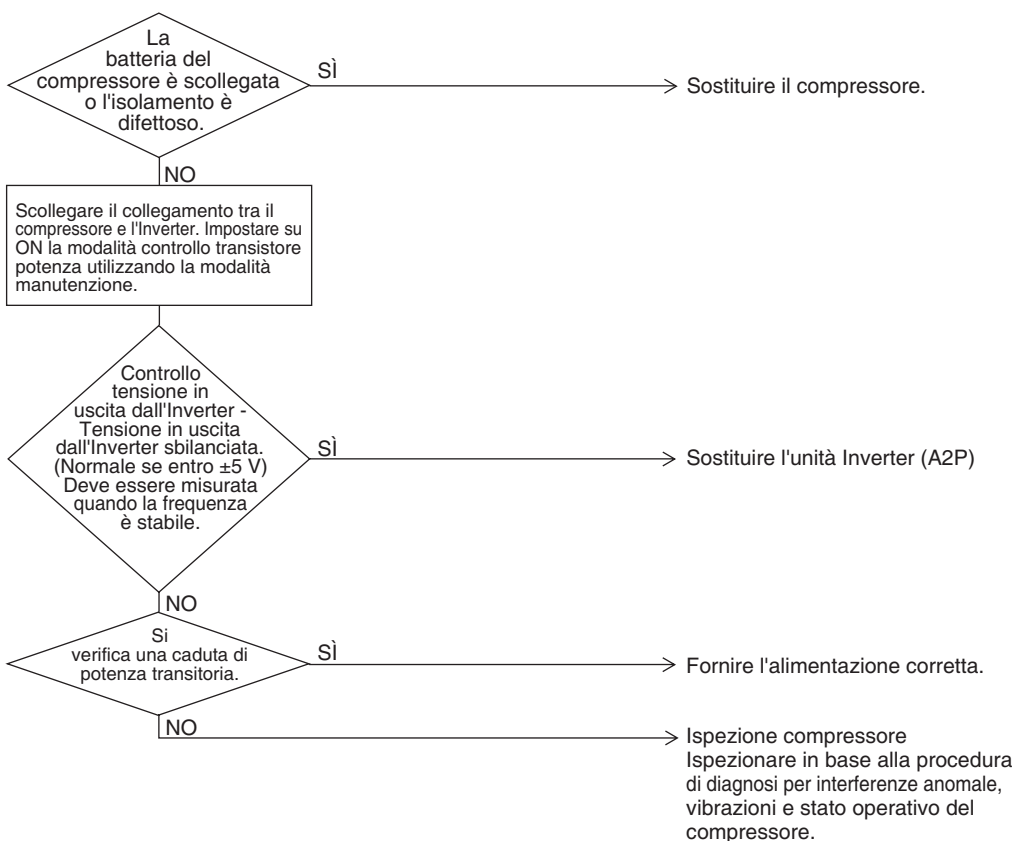 La
batteria del
compressore è scollegata
o l'isolamento è
difettoso.
SÌ
Sostituire il compressore.
NO
Scollegare il collegamento tra il
compressore e l'Inverter. Impostare su
ON la modalità controllo transistore
potenza utilizzando la modalità
manutenzione.
Controllo
tensione in
uscita dall'Inverter -
Tensione in uscita
dall'Inverter sbilanciata.
(Normale se entro ±5 V)
Deve essere misurata
quando la frequenza
è stabile.
SÌ
Sostituire l'unità Inverter (A2P)
NO
Si
verifica una caduta di
potenza transitoria.
SÌ
Fornire l'alimentazione corretta.
NO
Ispezione compressore
Ispezionare in base alla procedura
di diagnosi per interferenze anomale,
vibrazioni e stato operativo del
compressore.